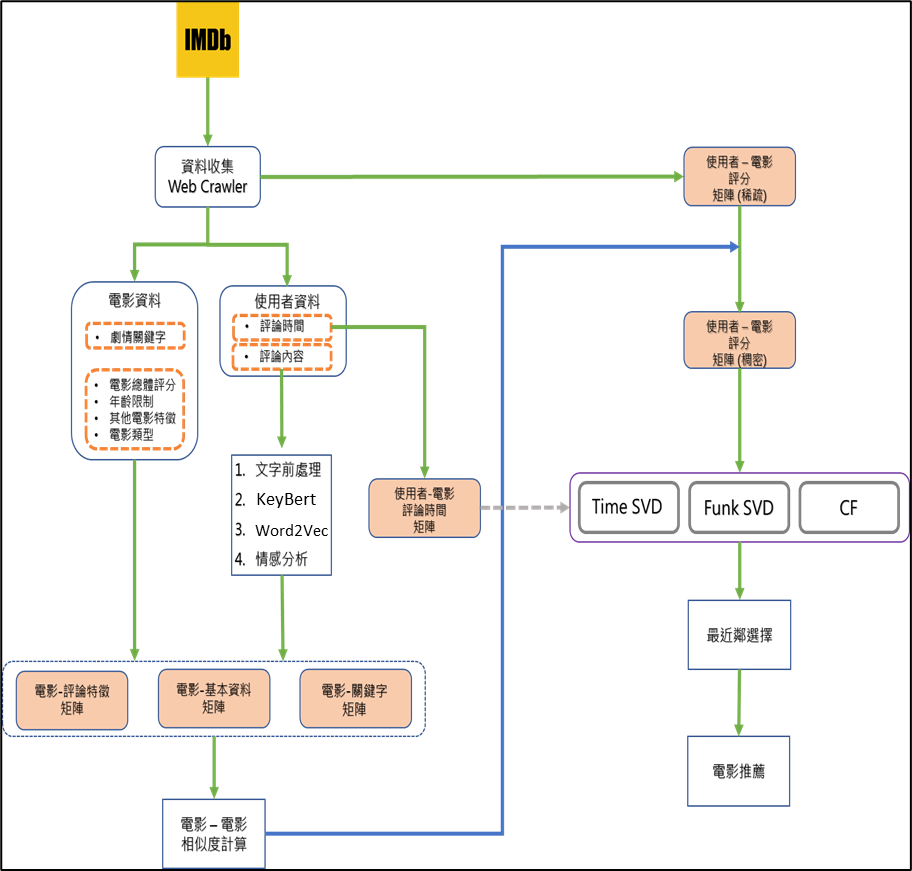 IMDb
資料收集
Web Crawler
使用者 – 電影
評分
矩陣 (稀疏)
電影資料
• 劇情關鍵字
• 電影總體評分
• 年齡限制
• 其他電影特徵
• 電影類型
使用者資料
• 評論時間
• 評論內容
使用者 – 電影
評分
矩陣 (稠密)
1. 文字前處理
2. KeyBert
3. Word2Vec
4. 情感分析
使用者-電影
評論時間
矩陣
Time SVD
Funk SVD
CF
最近鄰選擇
電影-評論特徵
矩陣
電影-基本資料
矩陣
電影-關鍵字
矩陣
電影推薦
電影 – 電影
相似度計算